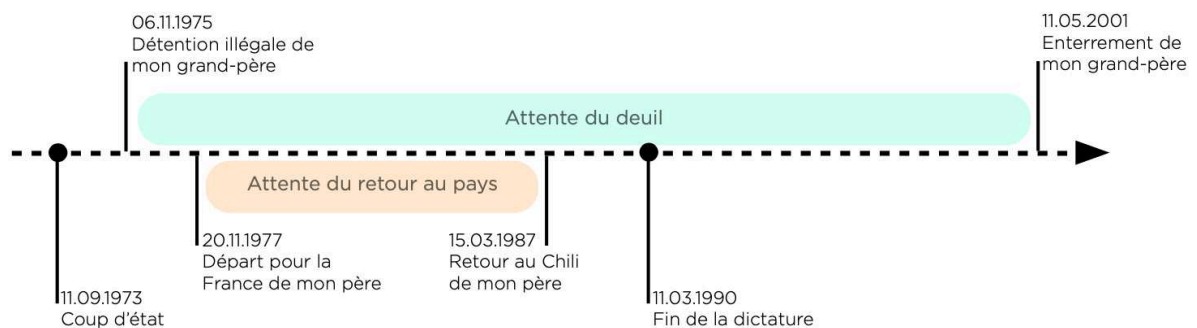 06.11.1975
Détention illégale de
mon grand-père
11.05.2001
Enterrement de
mon grand-père
Attente du deuil
Attente du retour au pays
20.11.1977
Départ pour la
France de mon père
15.03.1987
Retour au Chili
de mon père
11.09.1973
Coup d'état
11.03.1990
Fin de la dictature